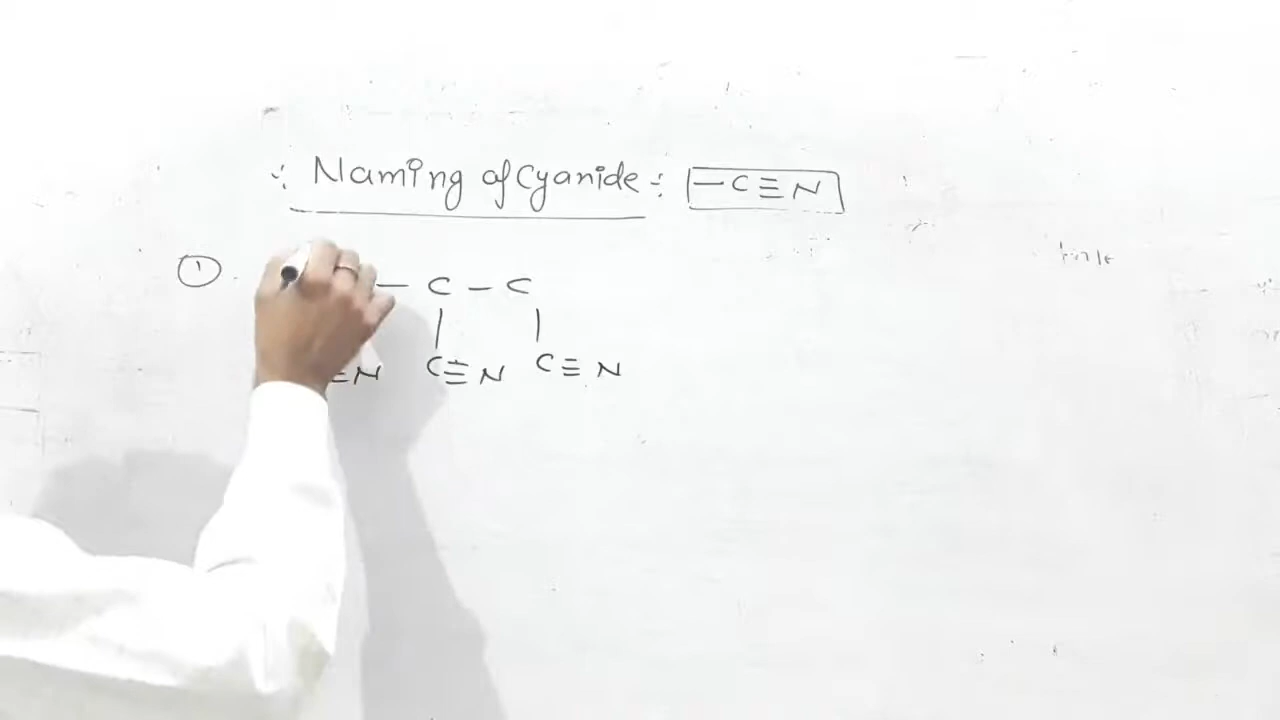 ∴ Naming of Cyanide :- -C≡N
① - C - C
| |
≡N C≡N C≡N